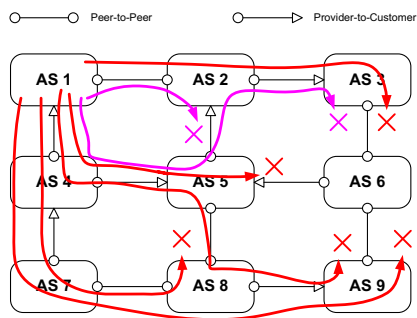 Peer-to-Peer Provider-to-Customer
AS 1 AS 2 AS 3
AS 4 AS 5 AS 6
AS 7 AS 8 AS 9